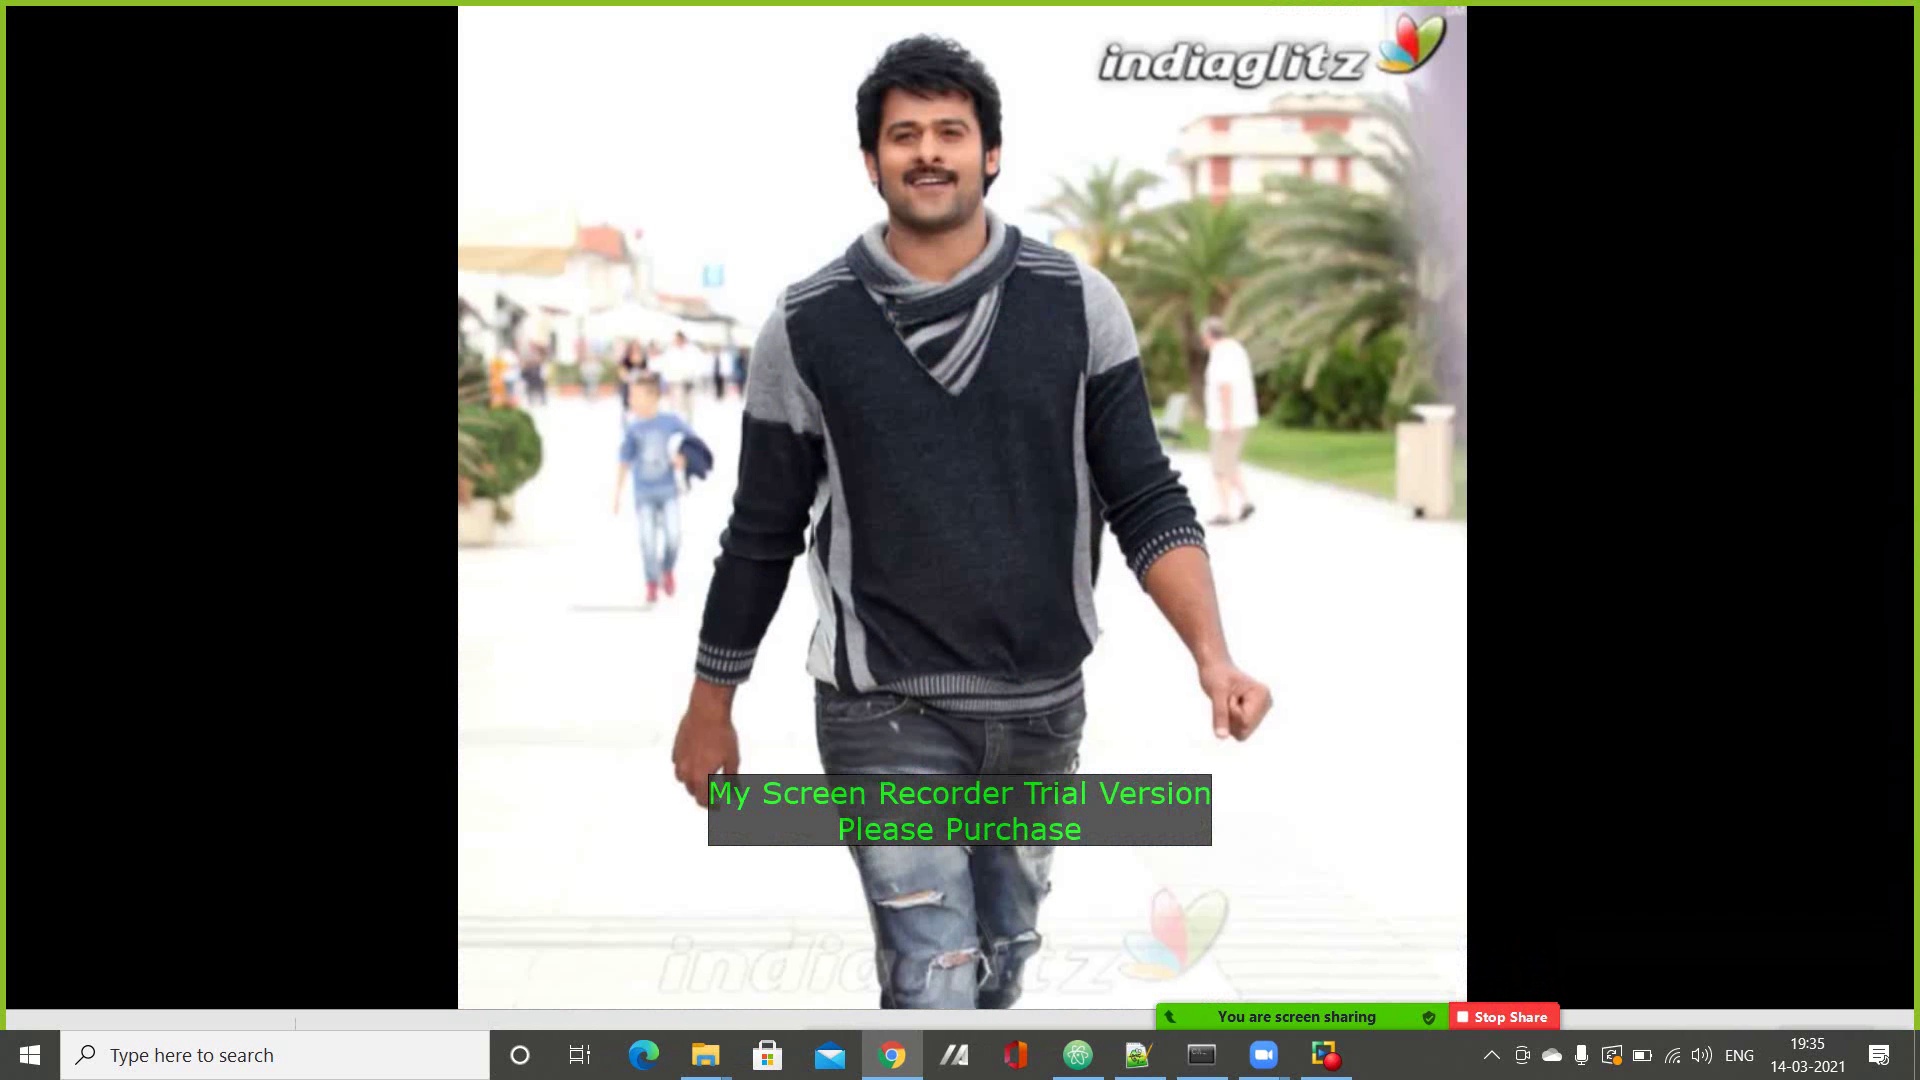 indiaglitz
My Screen Recorder Trial Version
Please Purchase
indiaglitz
You are screen sharing
Stop Share
Type here to search
ENG
19:35
14-03-2021